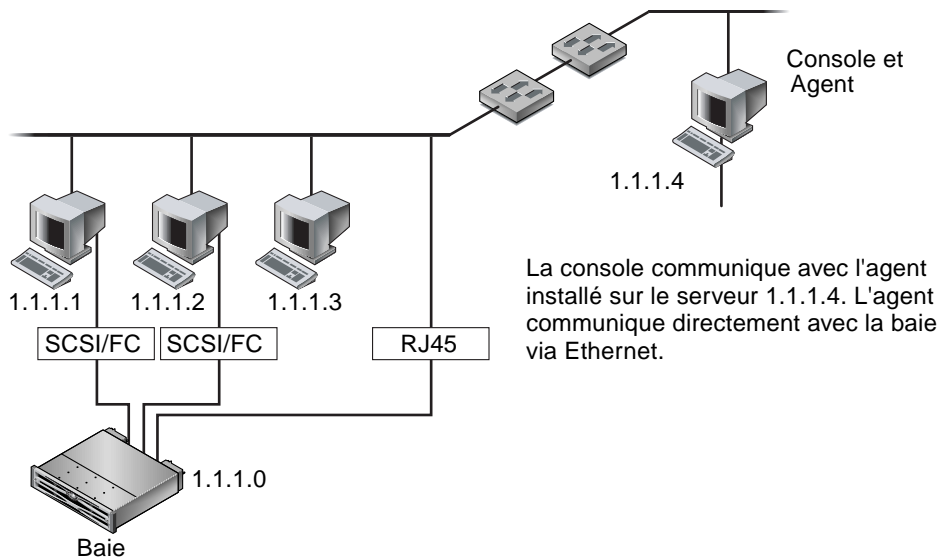 Console et
Agent
1.1.1.4
1.1.1.1
1.1.1.2
1.1.1.3
SCSI/FC
SCSI/FC
RJ45
La console communique avec l'agent
installé sur le serveur 1.1.1.4. L'agent
communique directement avec la baie
via Ethernet.
1.1.1.0
Baie